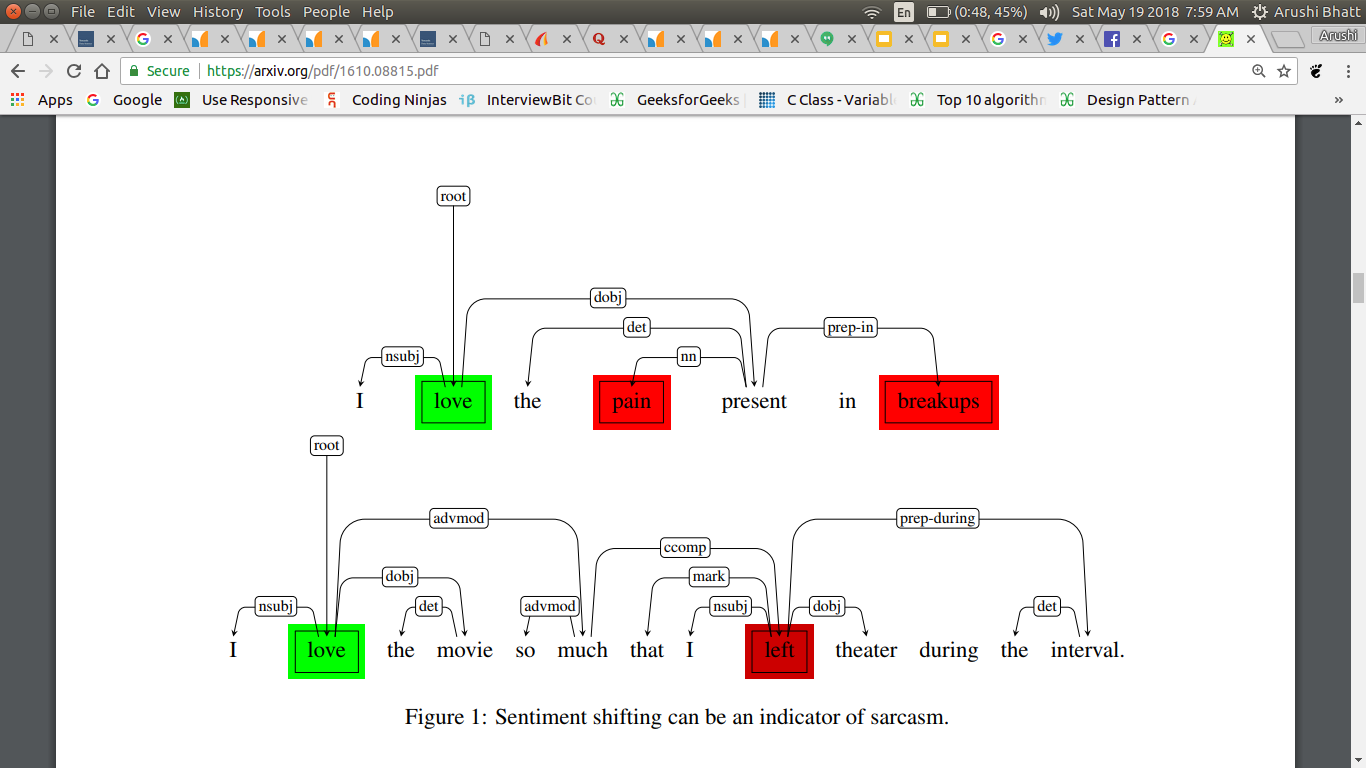 File Edit View History Tools People Help
En (0:48, 45%) Sat May 19 2018 7:59 AM Arushi Bhatt
Arushi
Secure https://arxiv.org/pdf/1610.08815.pdf
Apps Google Use Responsive Coding Ninjas InterviewBit Co GeeksforGeeks C Class - Variabl Top 10 algorithm Design Pattern »
root
dobj
det prep-in
nsubj nn
I love the pain present in breakups
root
advmod prep-during
ccomp
dobj mark
nsubj det advmod nsubj dobj det
I love the movie so much that I left theater during the interval.
Figure 1: Sentiment shifting can be an indicator of sarcasm.